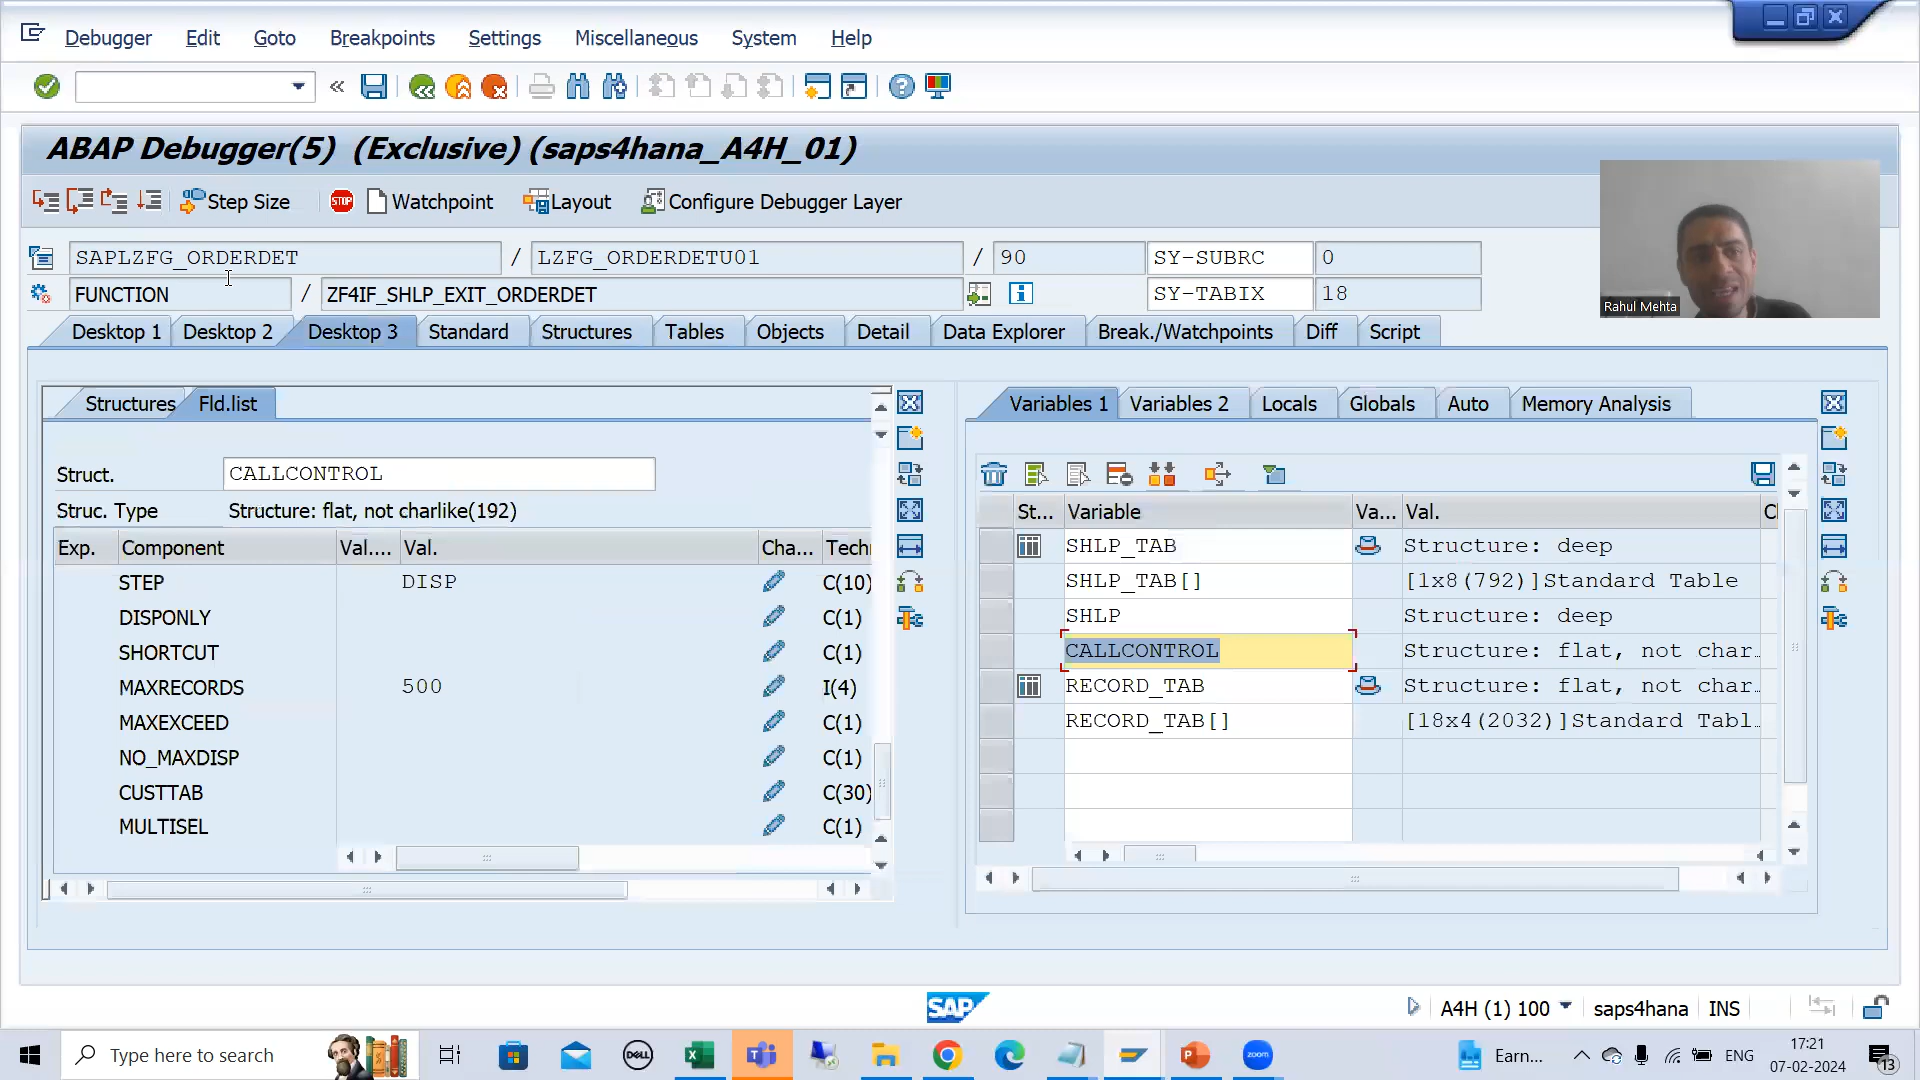 Debugger Edit Goto Breakpoints Settings Miscellaneous System Help
ABAP Debugger(5) (Exclusive) (saps4hana_A4H_01)
Step Size STOP Watchpoint Layout Configure Debugger Layer
SAPLZFG_ORDERDET / LZFG_ORDERDETU01 / 90 SY-SUBRC 0
FUNCTION / ZF4IF_SHLP_EXIT_ORDERDET SY-TABIX 18
Rahul Mehta
Desktop 1 Desktop 2 Desktop 3 Standard Structures Tables Objects Detail Data Explorer Break./Watchpoints Diff Script
Structures Fld.list
Struct. CALLCONTROL
Struc. Type Structure: flat, not charlike(192)
Exp. Component Val.... Val. Cha... Techn
STEP DISP C(10)
DISPONLY C(1)
SHORTCUT C(1)
MAXRECORDS 500 I(4)
MAXEXCEED C(1)
NO_MAXDISP C(1)
CUSTTAB C(30)
MULTISEL C(1)
Variables 1 Variables 2 Locals Globals Auto Memory Analysis
St... Variable Va... Val. C
SHLP_TAB Structure: deep
SHLP_TAB[] [1x8(792)]Standard Table
SHLP Structure: deep
CALLCONTROL Structure: flat, not char…
RECORD_TAB Structure: flat, not char…
RECORD_TAB[] [18x4(2032)]Standard Tabl…
SAP A4H (1) 100 saps4hana INS
Type here to search DELL zoom Earn... ENG 17:21
07-02-2024 13